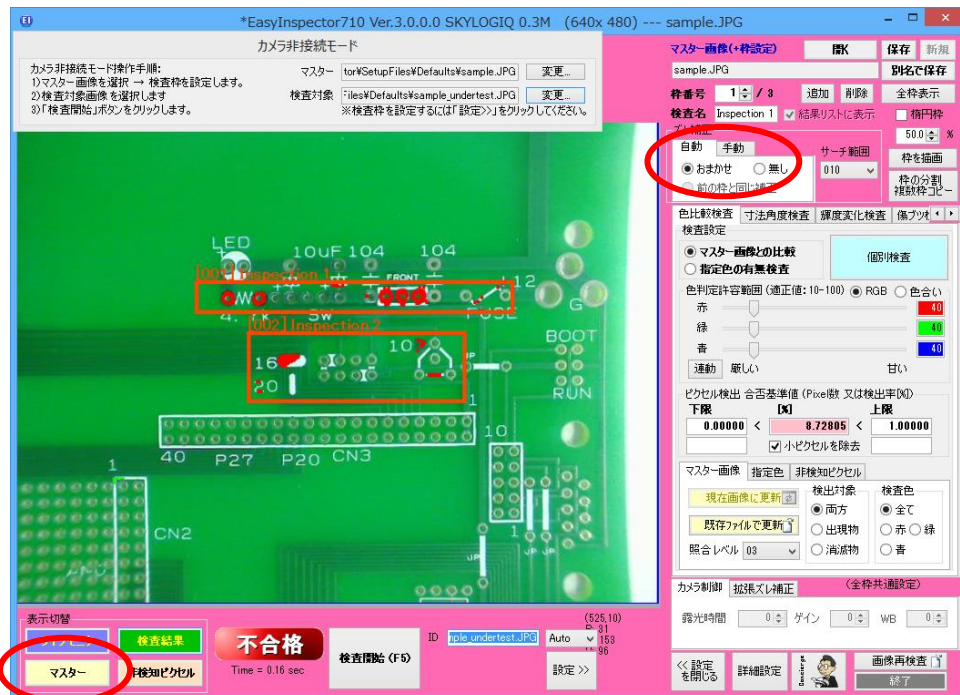 *EasyInspector710 Ver.3.0.0.0 SKYLOGIQ 0.3M (640x 480) --- sample.JPG
カメラ非接続モード
カメラ非接続モード操作手順:
1)マスター画像を選択 → 検査枠を設定します。
2)検査対象画像を選択します
3)「検査開始」ボタンをクリックします。
マスター tor¥SetupFiles¥Defaults¥sample.JPG 変更...
検査対象 Files¥Defaults¥sample_undertest.JPG 変更...
※検査枠を設定するには「設定>>」をクリックしてください。
マスター画像(+枠設定) 開く 保存 新規
sample.JPG 別名で保存
枠番号 1 / 3 追加 削除 全枠表示
検査名 Inspection 1 結果リストに表示 楕円枠
ズレ補正 50.0 %
自動 手動 サーチ範囲 枠を描画
おまかせ 無し 010 枠の分割
前の枠と同じ補正 複数枠コピー
色比較検査 寸法角度検査 輝度変化検査 傷ブツ
検査設定
マスター画像との比較 個別検査
指定色の有無検査
色判定許容範囲 (適正値:10-100) RGB 色合い
赤 40
緑 40
青 40
連動 厳しい 甘い
ピクセル検出 合否基準値 (Pixel数 又は検出率[%])
下限 [%] 上限
0.00000 < 8.72805 < 1.00000
小ピクセルを除去
マスター画像 指定色 非検知ピクセル
現在画像に更新 検出対象 検査色
両方 全て
既存ファイルで更新 出現物 赤 緑
照合レベル 03 消滅物 青
カメラ制御 拡張ズレ補正 (全枠共通設定)
露光時間 0 ゲイン 0 WB 0
<< 設定を閉じる 詳細設定 Concierge 画像再検査
終了
LED
10uF 104 104
[001] Inspection 1
FRONT
12
W
4. 7k SW FUSE G
[002] Inspection 2
BOOT
16 10
JP
20 RUN
1
40 P27 P20 CN3 10
1
CN2
1
JP JP
表示切替
検査結果
マスター 非検知ピクセル
不合格
Time = 0.16 sec
検査開始 (F5)
ID mple_undertest.JPG Auto
(525,10)
153
設定 >>